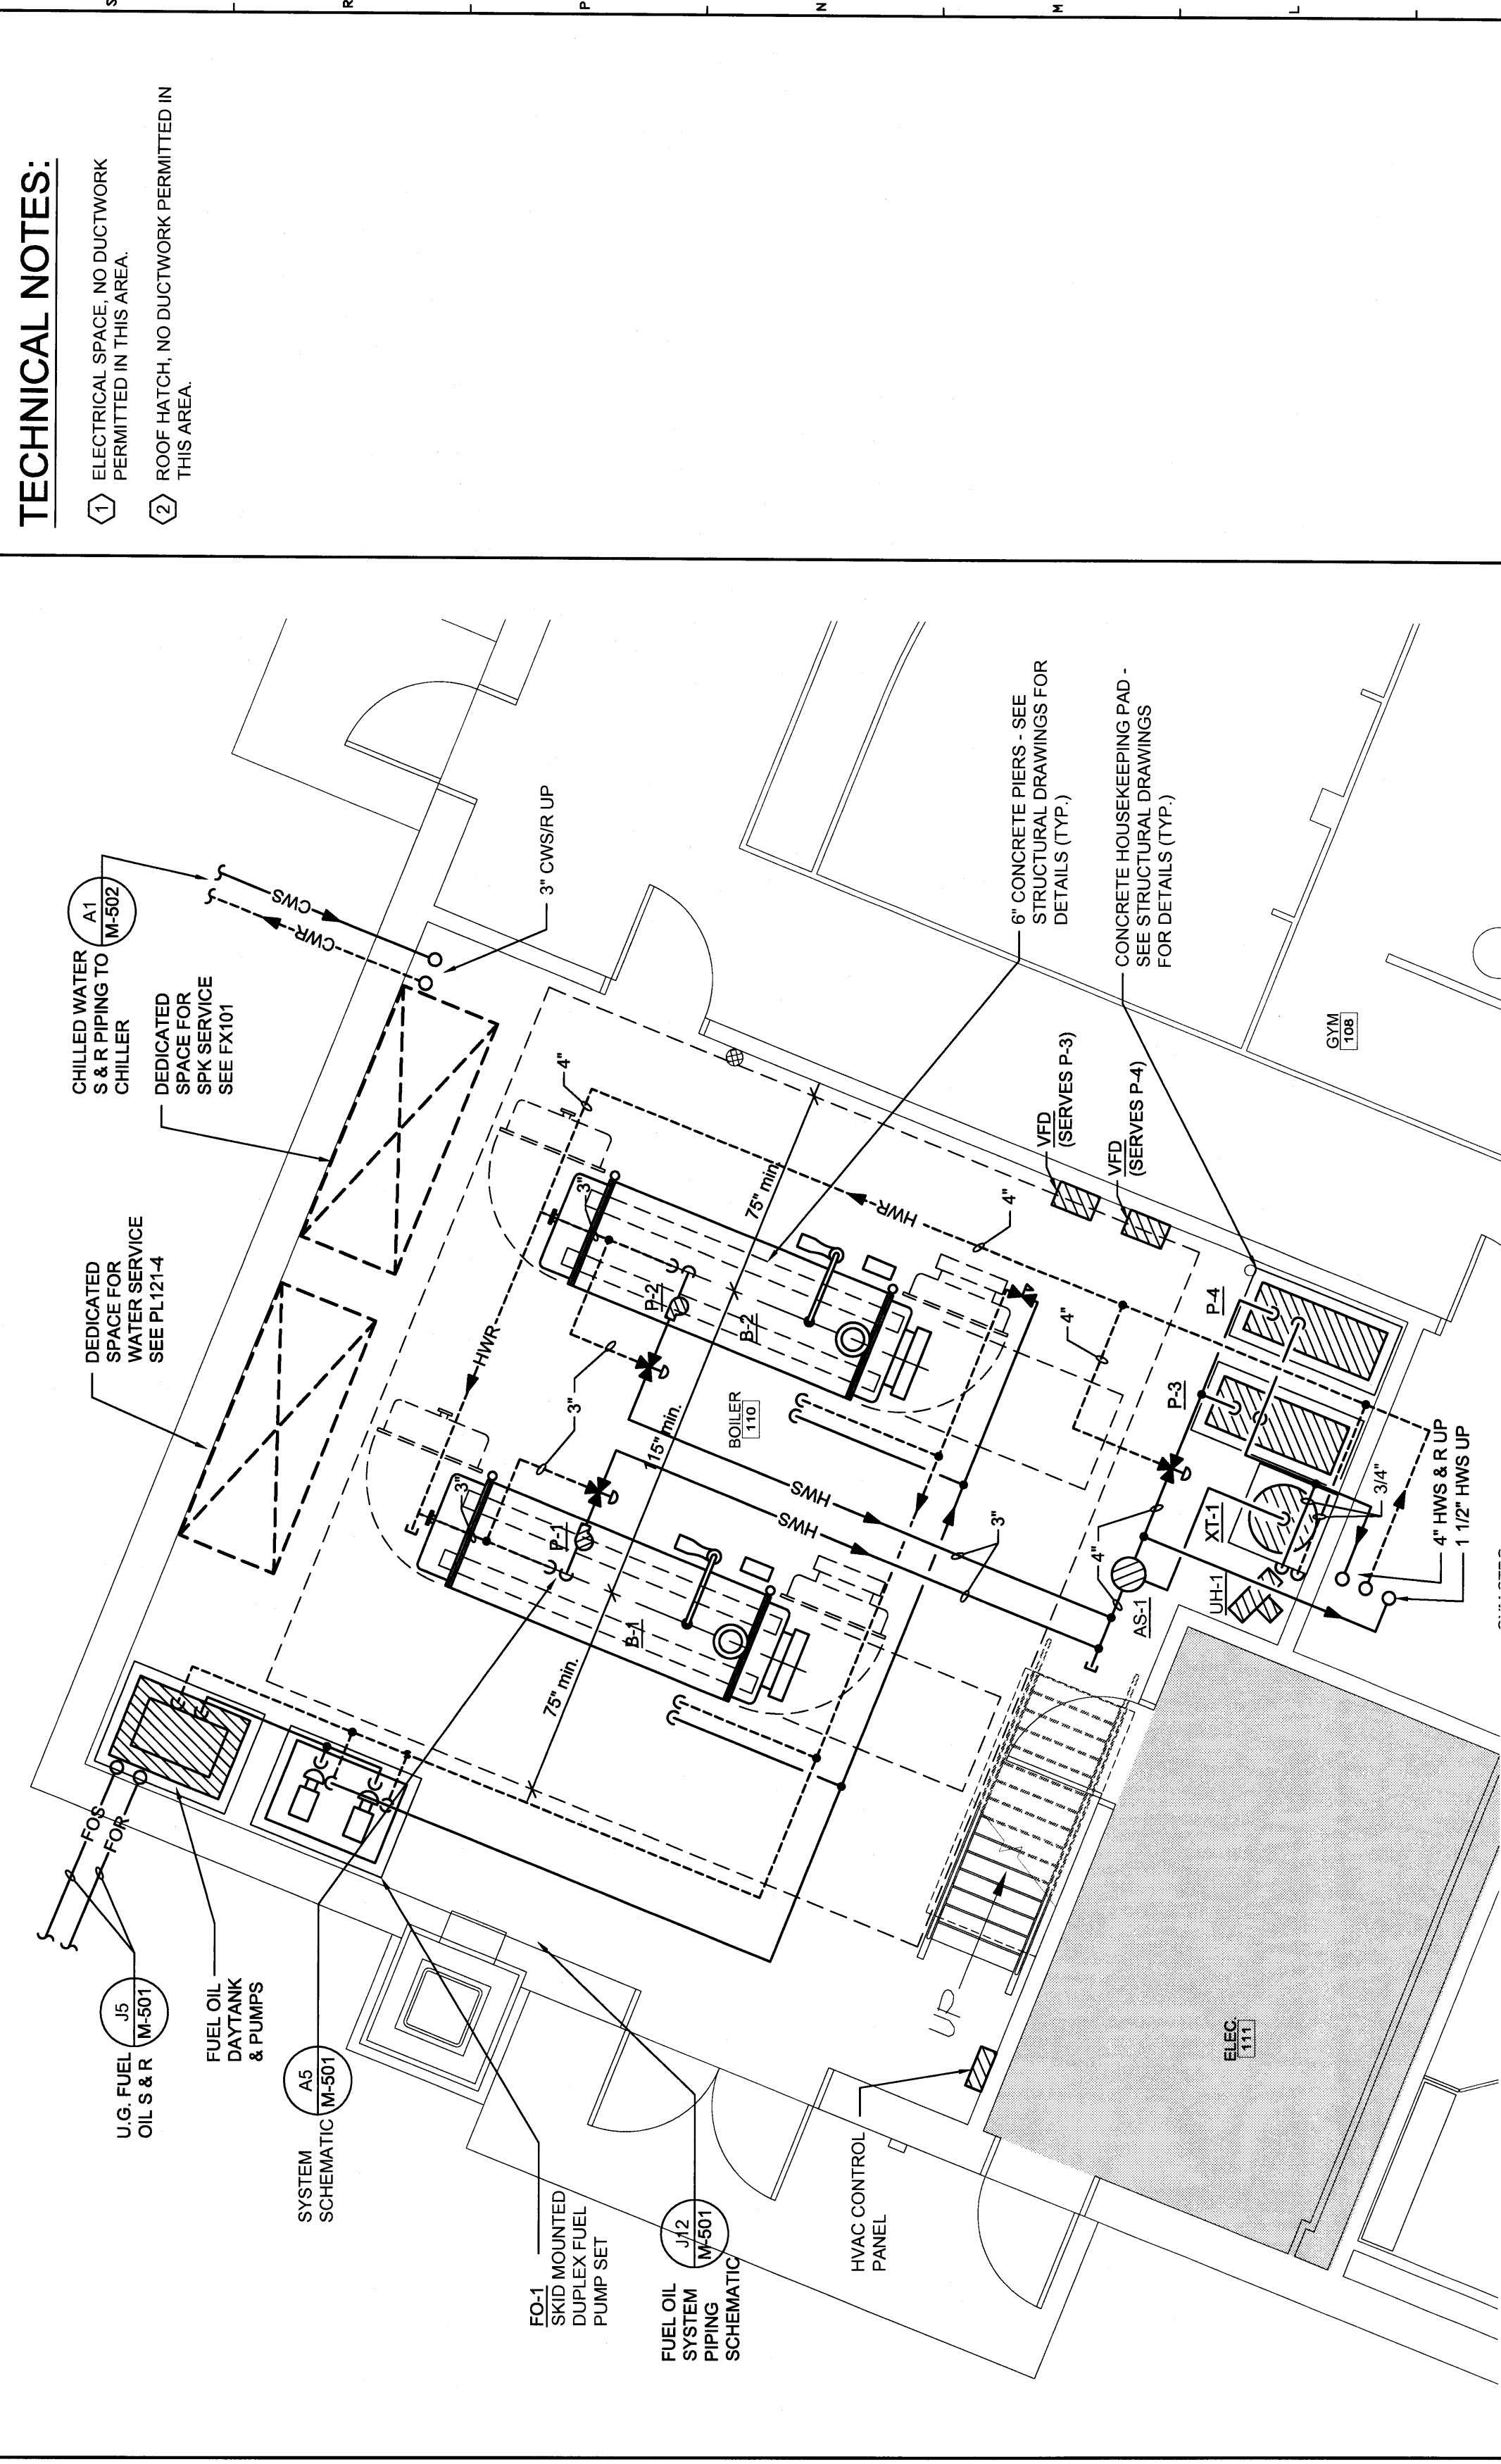 TECHNICAL NOTES:
1 ELECTRICAL SPACE, NO DUCTWORK
PERMITTED IN THIS AREA.
2 ROOF HATCH, NO DUCTWORK PERMITTED IN
THIS AREA.
S
R
P
N
M
L
A1
M-502
CHILLED WATER
S & R PIPING TO
CHILLER
DEDICATED
SPACE FOR
SPK SERVICE
SEE FX101
DEDICATED
SPACE FOR
WATER SERVICE
SEE PL121-4
CWS
CWR
3" CWS/R UP
FOS
FOR
U.G. FUEL
OIL S & R
J5
M-501
FUEL OIL
DAYTANK
& PUMPS
SYSTEM
SCHEMATIC
A5
M-501
FO-1
SKID MOUNTED
DUPLEX FUEL
PUMP SET
FUEL OIL
SYSTEM
PIPING
SCHEMATIC
J12
M-501
HVAC CONTROL
PANEL
UP
ELEC.
111
HWR
4"
3"
3"
3"
3"
P-1
P-2
B-1
B-2
75" min.
115" min.
75" min.
BOILER
110
HWS
HWS
3"
HWR
4"
4"
6" CONCRETE PIERS - SEE
STRUCTURAL DRAWINGS FOR
DETAILS (TYP.)
CONCRETE HOUSEKEEPING PAD -
SEE STRUCTURAL DRAWINGS
FOR DETAILS (TYP.)
VFD
(SERVES P-3)
VFD
(SERVES P-4)
P-4
P-3
4"
4"
AS-1
XT-1
UH-1
3/4"
4" HWS & R UP
1 1/2" HWS UP
GYM
108